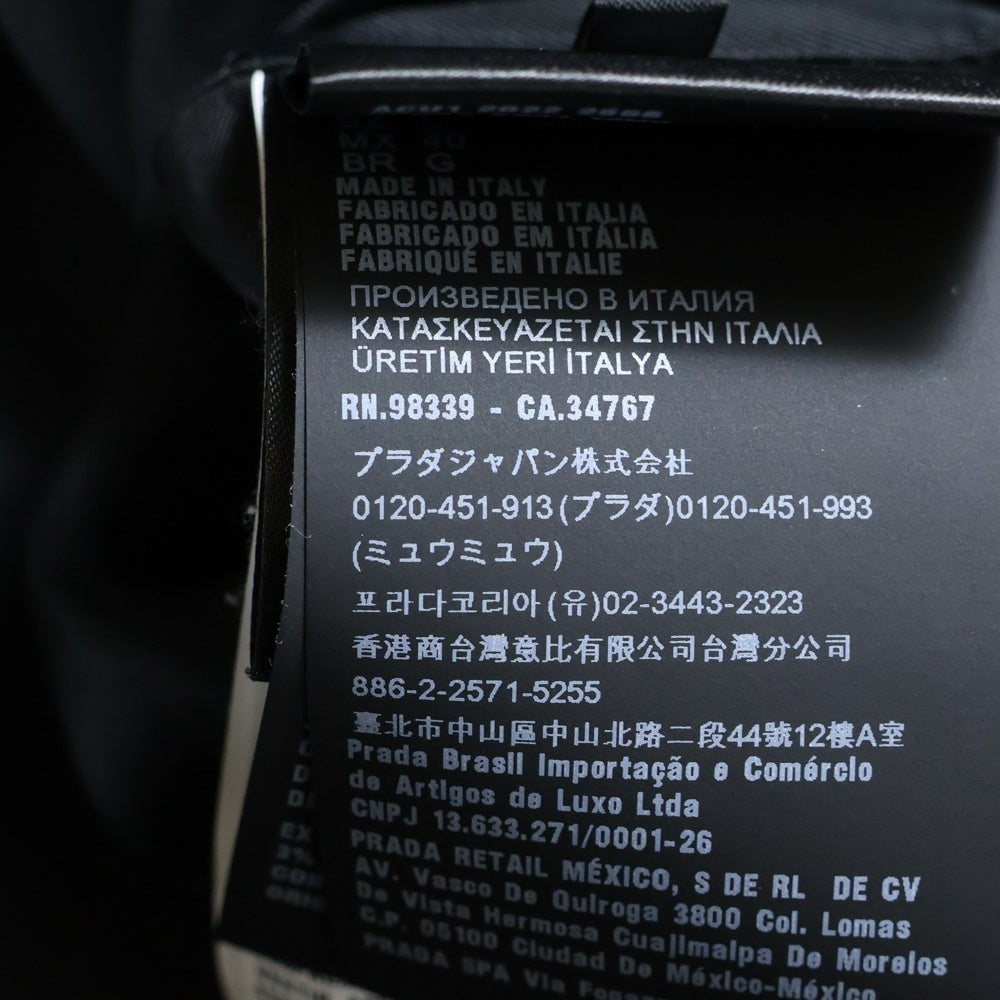 MX 40
BR G
MADE IN ITALY
FABRICADO EN ITALIA
FABRICADO EM ITÁLIA
FABRIQUÉ EN ITALIE
ПРОИЗВЕДЕНО В ИТАЛИЯ
ΚΑΤΑΣΚΕΥΑΖΕΤΑΙ ΣΤΗΝ ΙΤΑΛΙΑ
ÜRETİM YERİ İTALYA
RN.98339 - CA.34767
プラダジャパン株式会社
0120-451-913(プラダ)0120-451-993
(ミュウミュウ)
프라다코리아(유)02-3443-2323
香港商台灣意比有限公司台灣分公司
886-2-2571-5255
臺北市中山區中山北路二段44號12樓A室
Prada Brasil Importação e Comércio
de Artigos de Luxo Ltda
CNPJ 13.633.271/0001-26
PRADA RETAIL MÉXICO, S DE RL DE CV
AV. Vasco De Quiroga 3800 Col. Lomas
De Vista Hermosa Cuajimalpa De Morelos
C.P. 05100 Ciudad De México-México
PRADA SPA Via